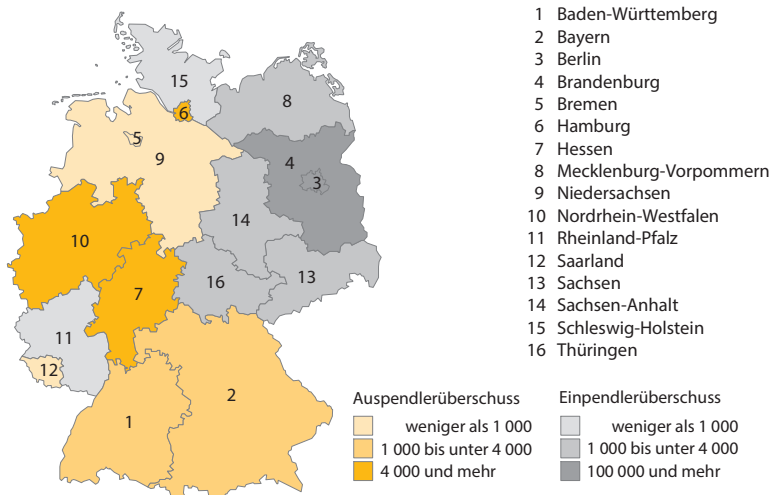 1 Baden-Württemberg
2 Bayern
3 Berlin
4 Brandenburg
5 Bremen
6 Hamburg
7 Hessen
8 Mecklenburg-Vorpommern
9 Niedersachsen
10 Nordrhein-Westfalen
11 Rheinland-Pfalz
12 Saarland
13 Sachsen
14 Sachsen-Anhalt
15 Schleswig-Holstein
16 Thüringen
15
8
6
5
9
4
3
14
10
13
16
7
11
12
2
1
Auspendlerüberschuss
weniger als 1 000
1 000 bis unter 4 000
4 000 und mehr
Einpendlerüberschuss
weniger als 1 000
1 000 bis unter 4 000
100 000 und mehr